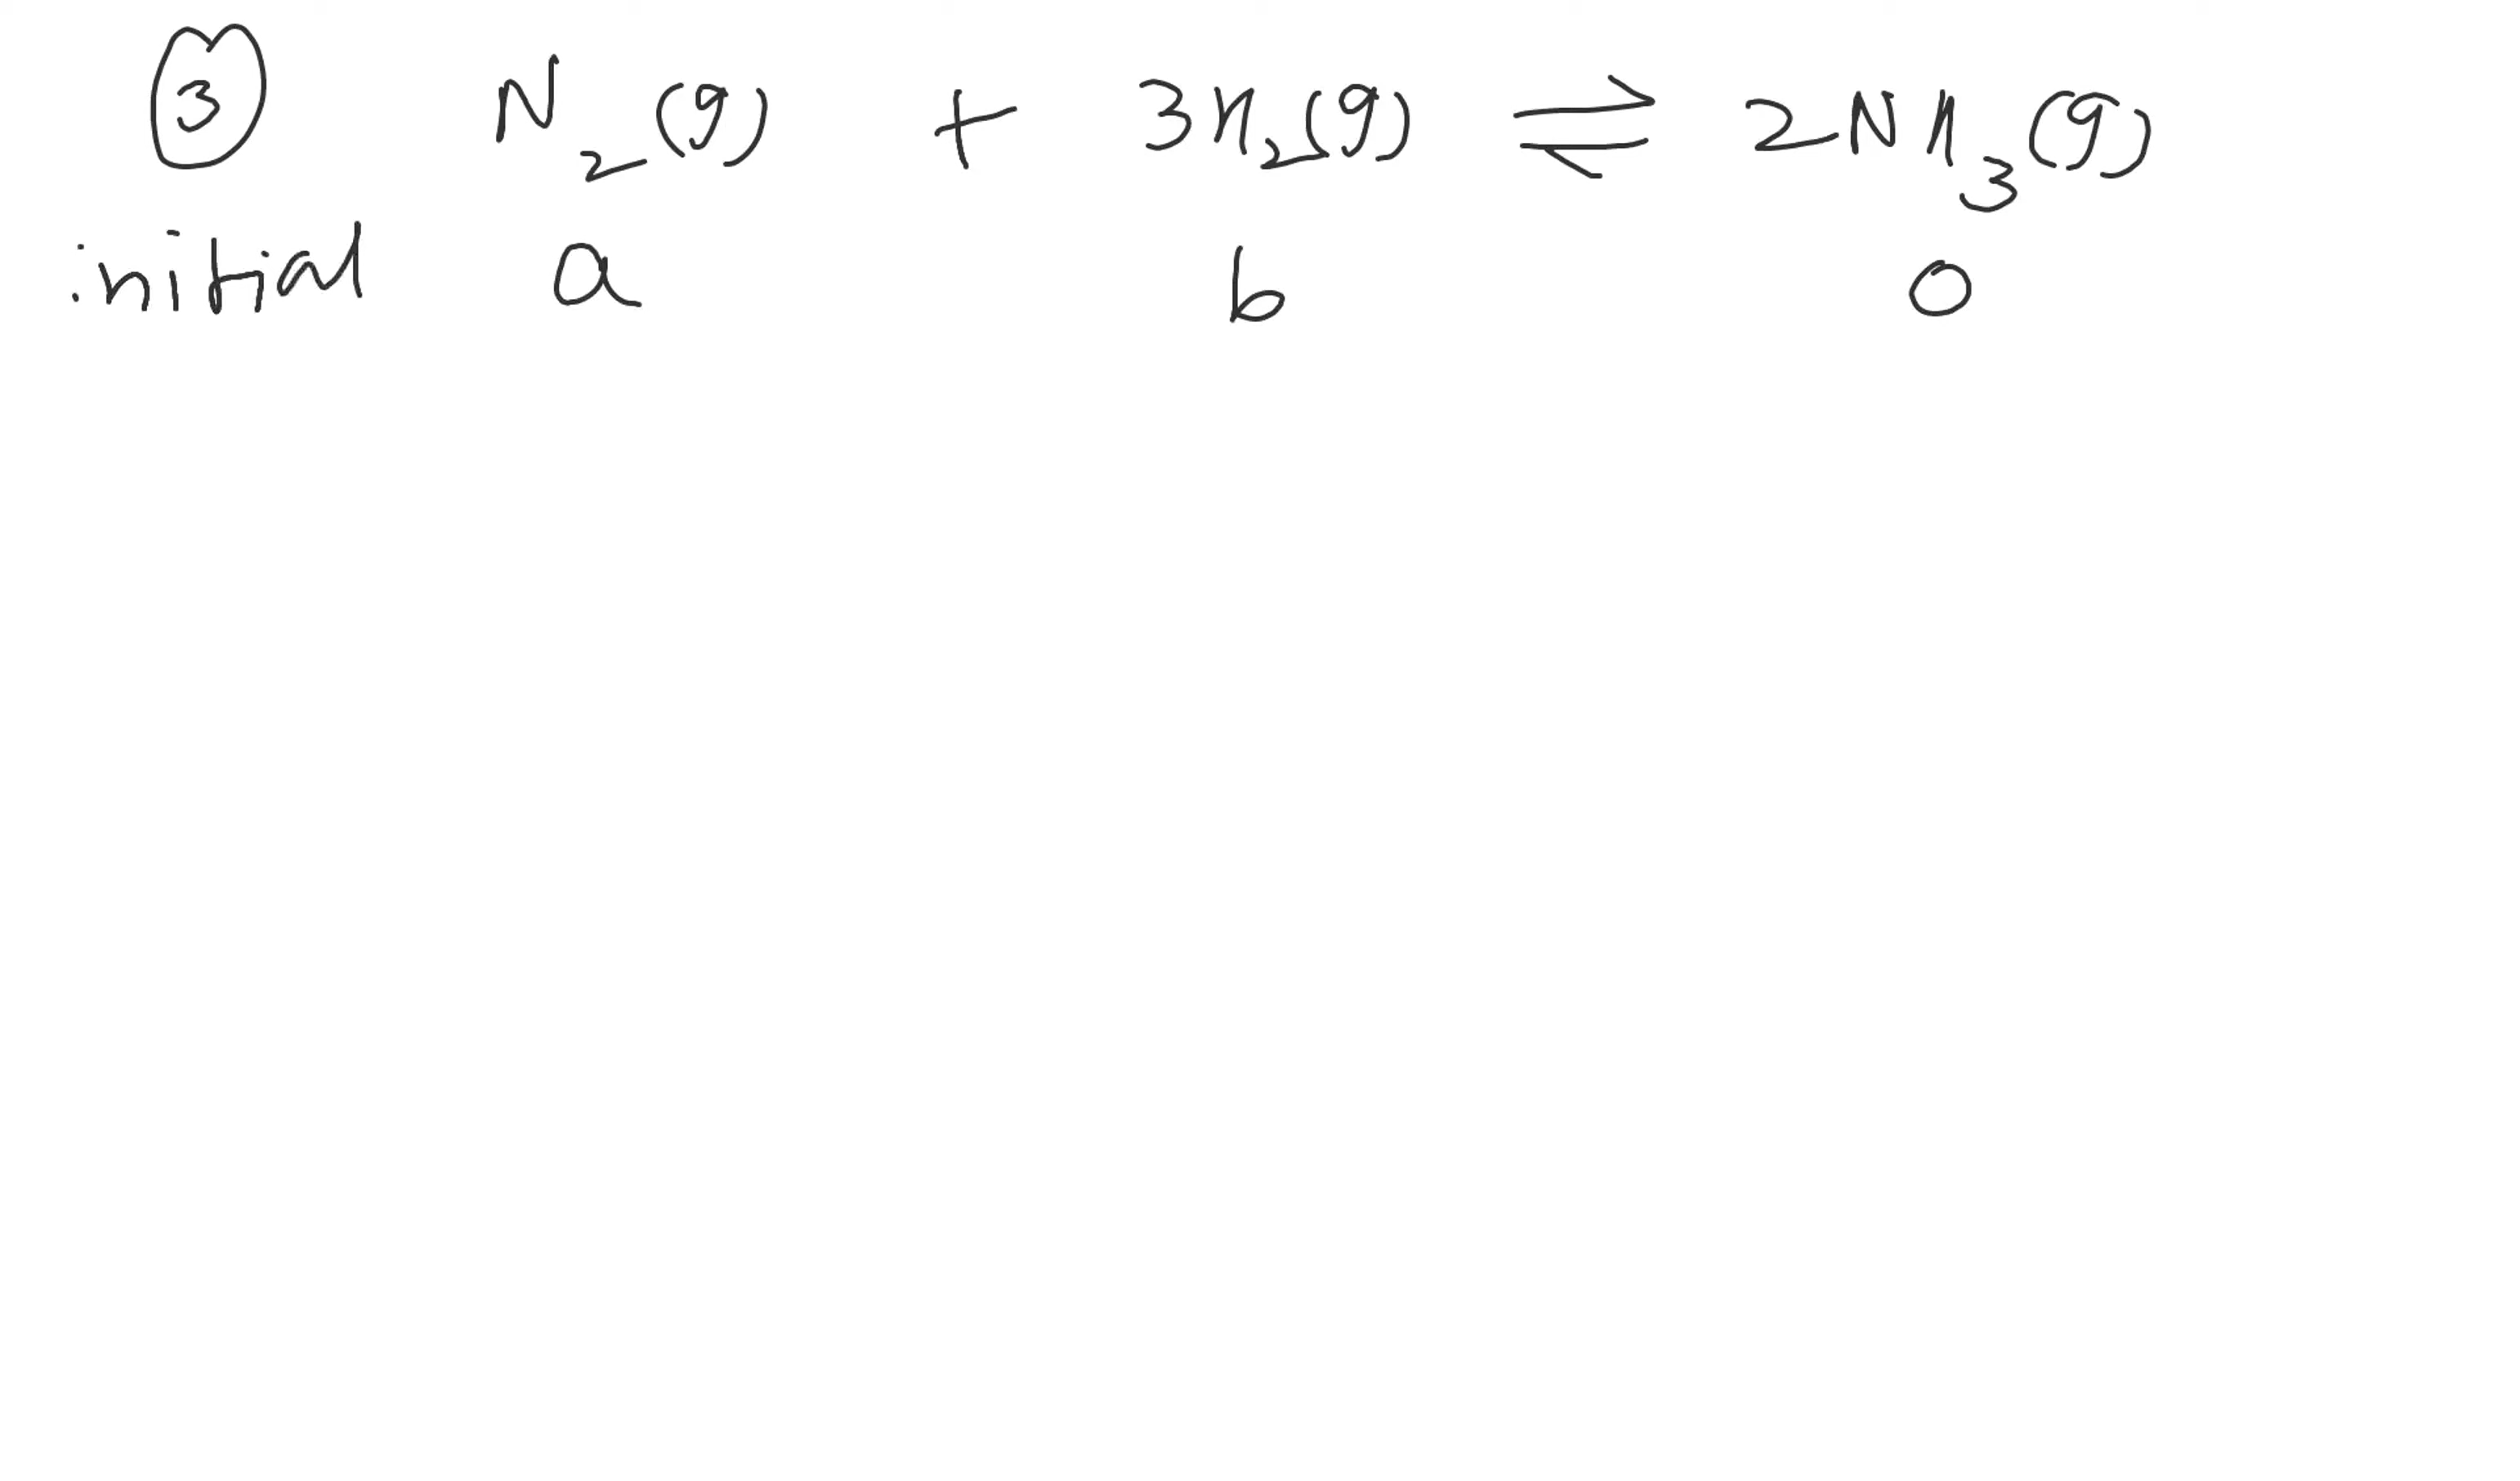 ③ N₂(g) + 3H₂(g) ⇌ 2NH₃(g)
initial a b 0